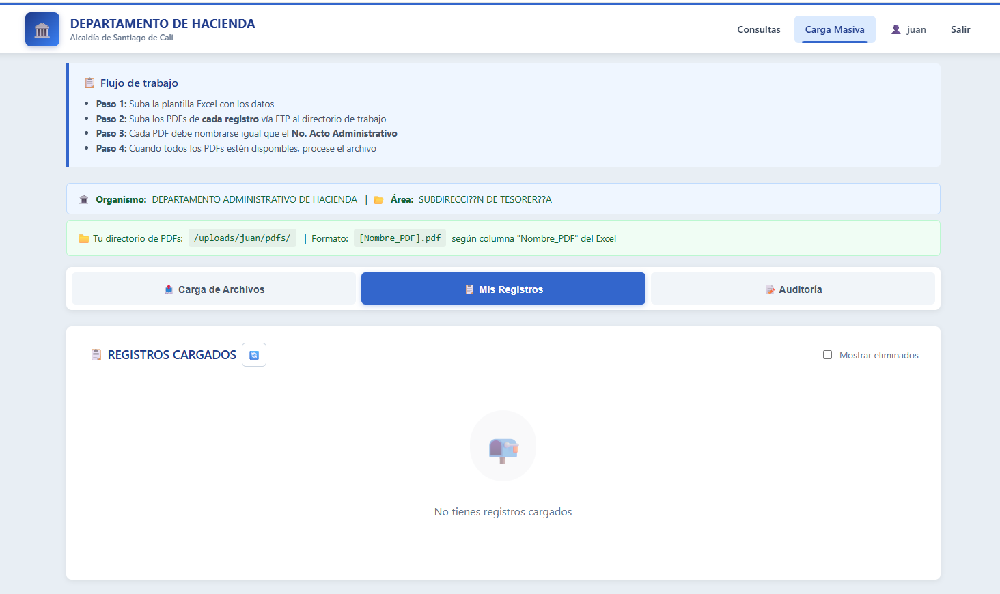 DEPARTAMENTO DE HACIENDA
Alcaldía de Santiago de Cali
Consultas
Carga Masiva
juan
Salir
Flujo de trabajo
Paso 1: Suba la plantilla Excel con los datos
Paso 2: Suba los PDFs de cada registro vía FTP al directorio de trabajo
Paso 3: Cada PDF debe nombrarse igual que el No. Acto Administrativo
Paso 4: Cuando todos los PDFs estén disponibles, procese el archivo
Organismo: DEPARTAMENTO ADMINISTRATIVO DE HACIENDA | Área: SUBDIRECCI??N DE TESORER??A
Tu directorio de PDFs: /uploads/juan/pdfs/ | Formato: [Nombre_PDF].pdf según columna "Nombre_PDF" del Excel
Carga de Archivos
Mis Registros
Auditoría
REGISTROS CARGADOS
Mostrar eliminados
No tienes registros cargados